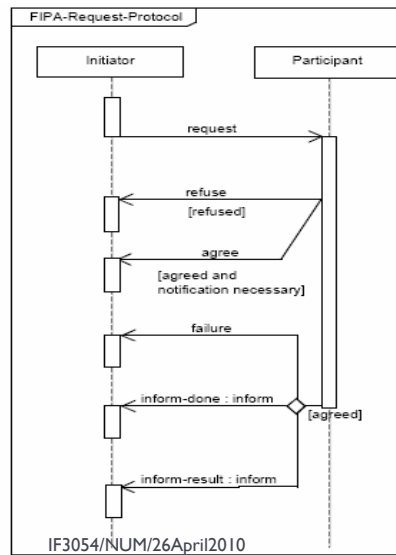 FIPA-Request-Protocol
Initiator
Participant
request
refuse
[refused]
agree
[agreed and
notification necessary]
failure
inform-done : inform
[agreed]
inform-result : inform
IF3054/NUM/26April2010